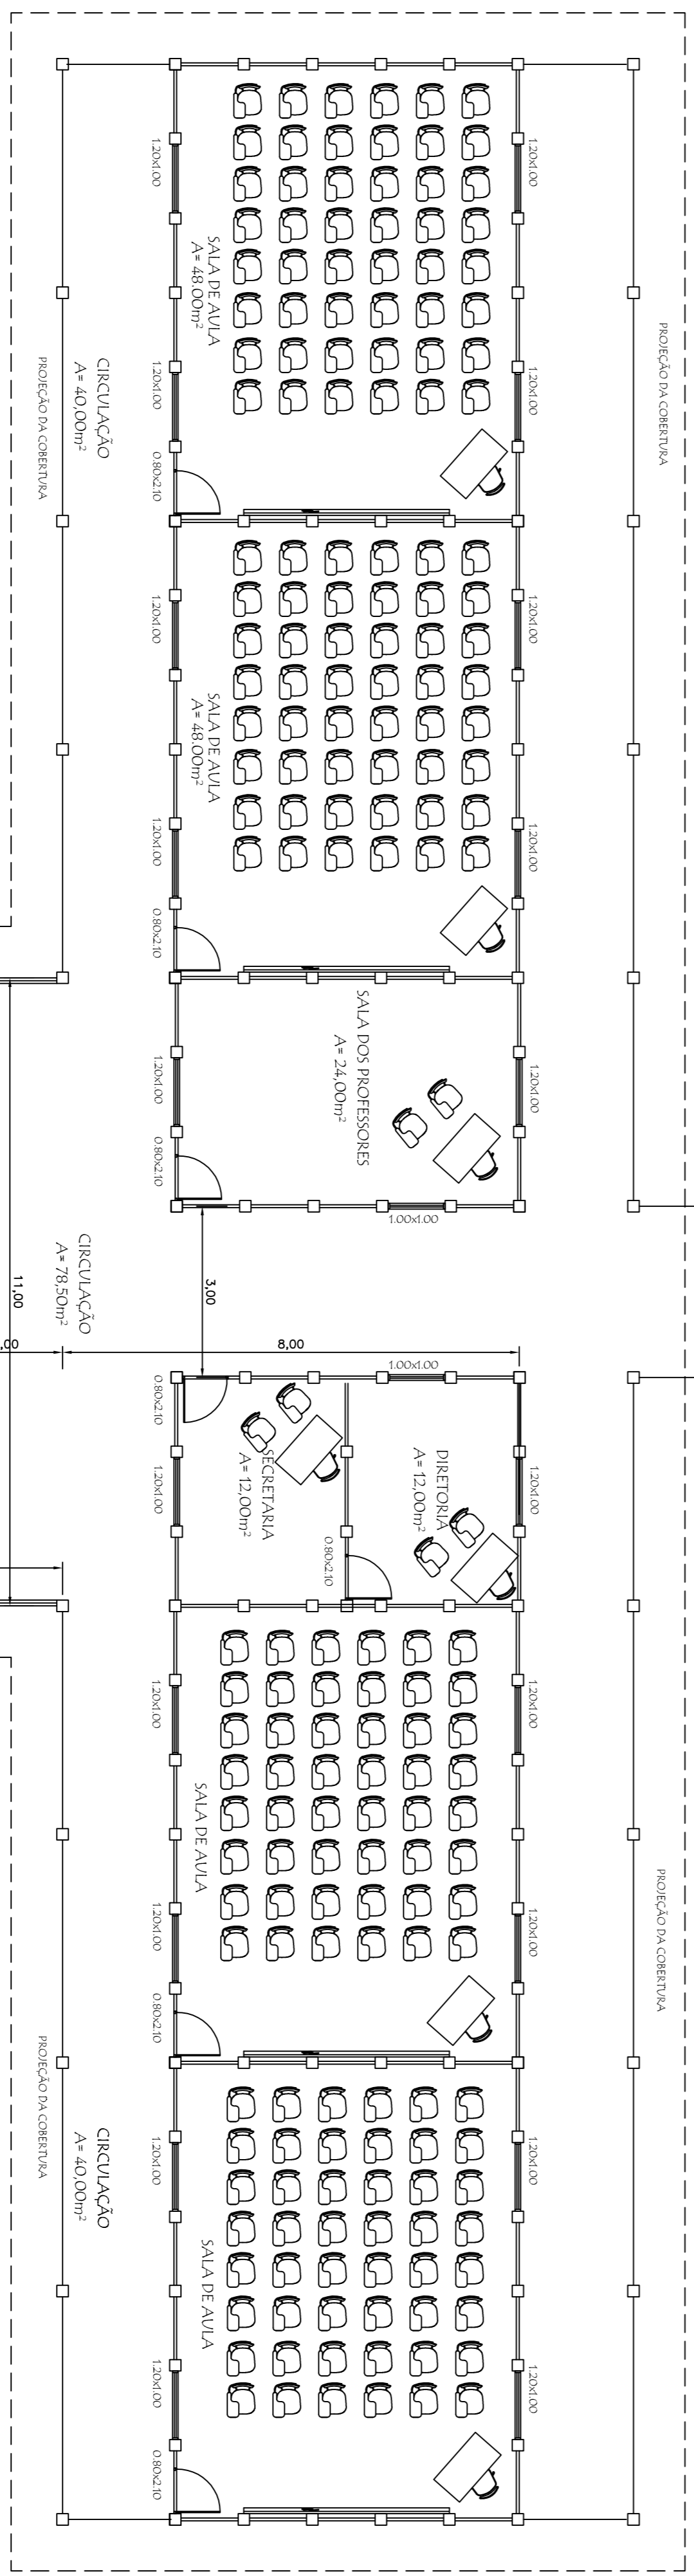 PROJEÇÃO DA COBERTURA
1.20x1.00
1.20x1.00
SALA DE AULA
A= 48.00m²
PROJEÇÃO DA COBERTURA
CIRCULAÇÃO
A= 40,00m²
1.20x1.00
1.20x1.00
0.80x2.10
1.20x1.00
1.20x1.00
SALA DE AULA
A= 48.00m²
1.20x1.00
1.20x1.00
0.80x2.10
SALA DOS PROFESSORES
A= 24,00m²
1.20x1.00
1.20x1.00
0.80x2.10
1.00x1.00
CIRCULAÇÃO
A= 78,50m²
11,00
3,00
8,00
,00
1.00x1.00
0.80x2.10
SECRETARIA
A= 12,00m²
DIRETORIA
A= 12,00m²
1.20x1.00
1.20x1.00
0.80x2.10
1.20x1.00
1.20x1.00
SALA DE AULA
1.20x1.00
1.20x1.00
0.80x2.10
PROJEÇÃO DA COBERTURA
PROJEÇÃO DA COBERTURA
CIRCULAÇÃO
A= 40,00m²
1.20x1.00
1.20x1.00
SALA DE AULA
1.20x1.00
1.20x1.00
0.80x2.10